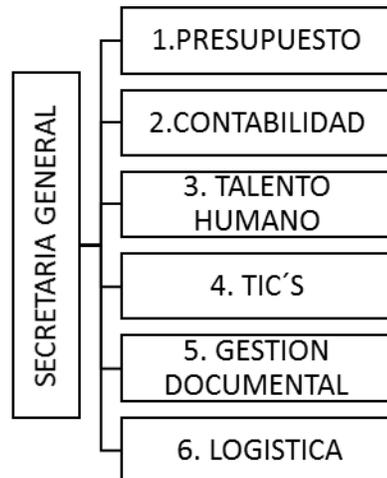 SECRETARIA GENERAL
1.PRESUPUESTO
2.CONTABILIDAD
3. TALENTO
HUMANO
4. TIC´S
5. GESTION
DOCUMENTAL
6. LOGISTICA